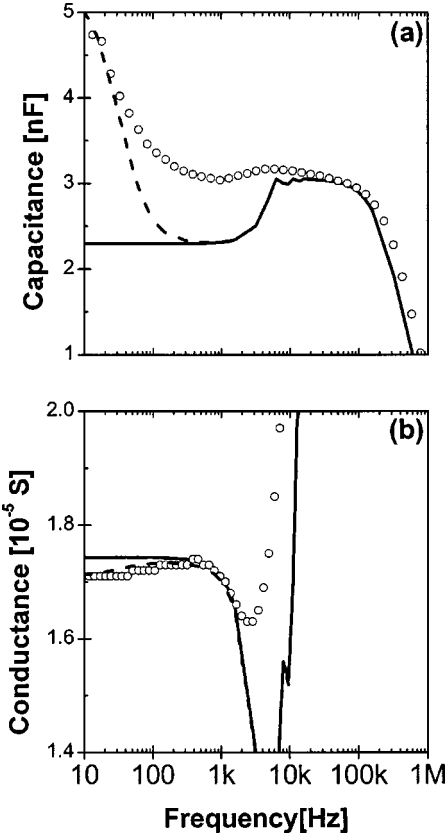 (a)
5
4
3
2
1
Capacitance [nF]
(b)
2.0
1.8
1.6
1.4
Conductance [10⁻⁵ S]
10 100 1k 10k 100k 1M
Frequency[Hz]